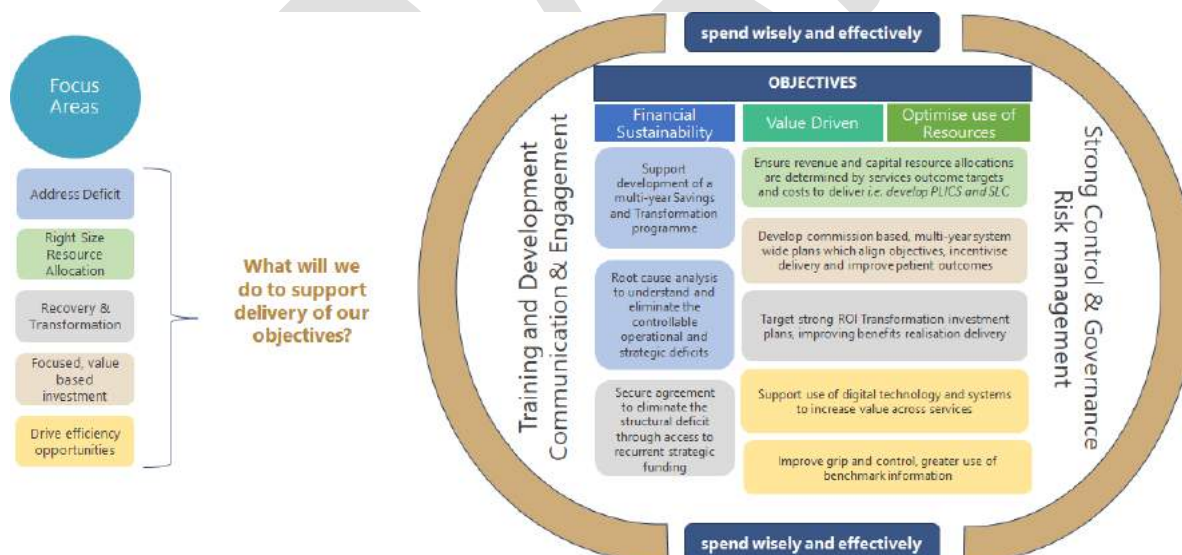 Focus
Areas
Address Deficit
Right Size
Resource
Allocation
Recovery &
Transformation
Focused, value
based
investment
Drive efficiency
opportunities
What will we
do to support
delivery of our
objectives?
spend wisely and effectively
Training and Development
Communication & Engagement
OBJECTIVES
Financial
Sustainability
Value Driven
Optimise use of
Resources
Support
development of a
multi-year Savings
and Transformation
programme
Root cause analysis
to understand and
eliminate the
controllable
operational and
strategic deficits
Secure agreement
to eliminate the
structural deficit
through access to
recurrent strategic
funding
Ensure revenue and capital resource allocations
are determined by services outcome targets
and costs to deliver i.e. develop PLICS and SLC
Develop commission based, multi-year system
wide plans which align objectives, incentivise
delivery and improve patient outcomes
Target strong ROI Transformation investment
plans, improving benefits realisation delivery
Support use of digital technology and systems
to increase value across services
Improve grip and control, greater use of
benchmark information
Strong Control & Governance
Risk management
spend wisely and effectively